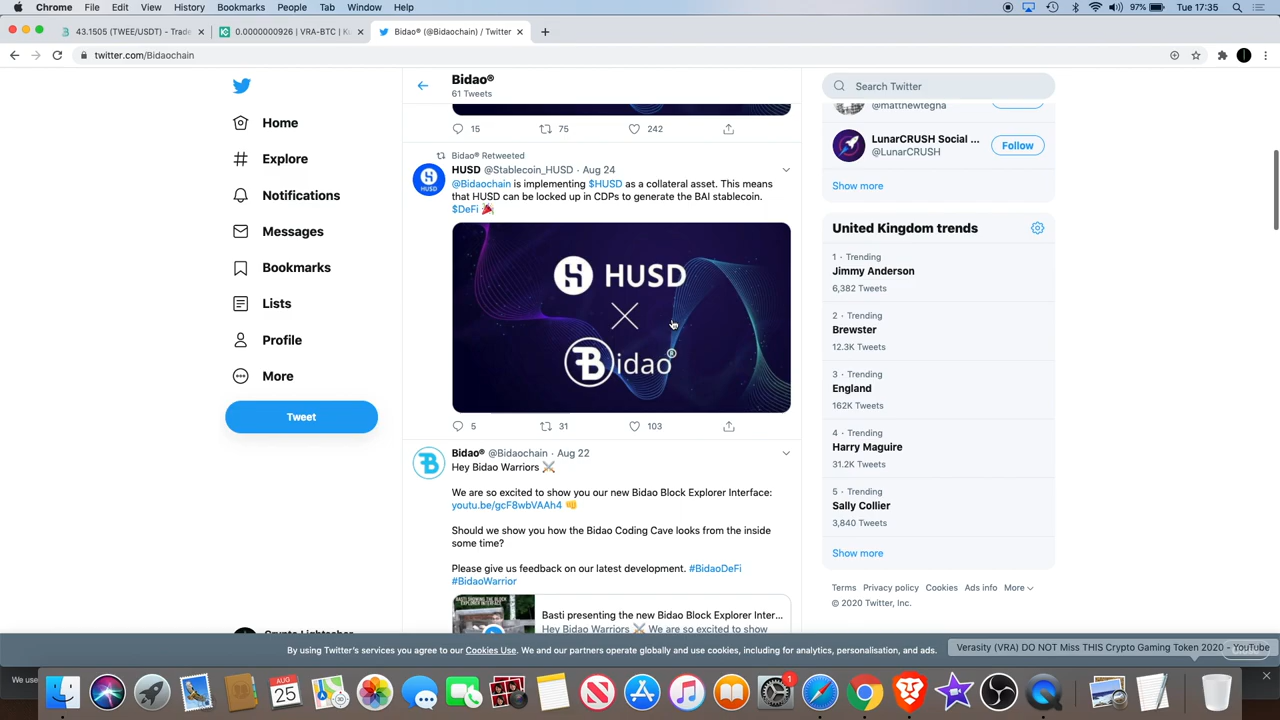 Chrome File Edit View History Bookmarks People Tab Window Help
97% Tue 17:35
43.1505 (TWEE/USDT) - Trade
0.0000000926 | VRA-BTC | K
Bidao® (@Bidaochain) / Twitter
twitter.com/Bidaochain
Home
Explore
Notifications
Messages
Bookmarks
Lists
Profile
More
Tweet
Bidao®
61 Tweets
15 75 242
Bidao® Retweeted
HUSD @Stablecoin_HUSD · Aug 24
@Bidaochain is implementing $HUSD as a collateral asset. This means
that HUSD can be locked up in CDPs to generate the BAI stablecoin.
$DeFi
HUSD
HUSD
Bidao®
5 31 103
Bidao® @Bidaochain · Aug 22
Hey Bidao Warriors ⚔️
We are so excited to show you our new Bidao Block Explorer Interface:
youtu.be/gcF8wbVAAh4
Should we show you how the Bidao Coding Cave looks from the inside
some time?
Please give us feedback on our latest development. #BidaoDeFi
#BidaoWarrior
BASTI SHOWING THE BLOCK
EXPLORER INTERFACE
Basti presenting the new Bidao Block Explorer Inter...
Hey Bidao Warriors ⚔️ We are so excited to show
Search Twitter
@matthewtegna
LunarCRUSH Social ...
@LunarCRUSH
Follow
Show more
United Kingdom trends
1 · Trending
Jimmy Anderson
6,382 Tweets
2 · Trending
Brewster
12.3K Tweets
3 · Trending
England
162K Tweets
4 · Trending
Harry Maguire
31.2K Tweets
5 · Trending
Sally Collier
3,840 Tweets
Show more
Terms Privacy policy Cookies Ads info More
© 2020 Twitter, Inc.
By using Twitter's services you agree to our Cookies Use. We and our partners operate globally and use cookies, including for analytics, personalisation, and ads.
Verasity (VRA) DO NOT Miss THIS Crypto Gaming Token 2020 - YouTube
We use
AUG
25
1